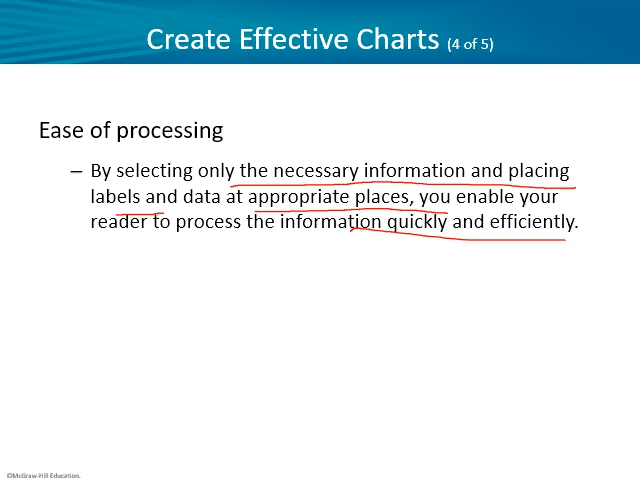 Create Effective Charts (4 of 5)
Ease of processing
– By selecting only the necessary information and placing
labels and data at appropriate places, you enable your
reader to process the information quickly and efficiently.
©McGraw-Hill Education.